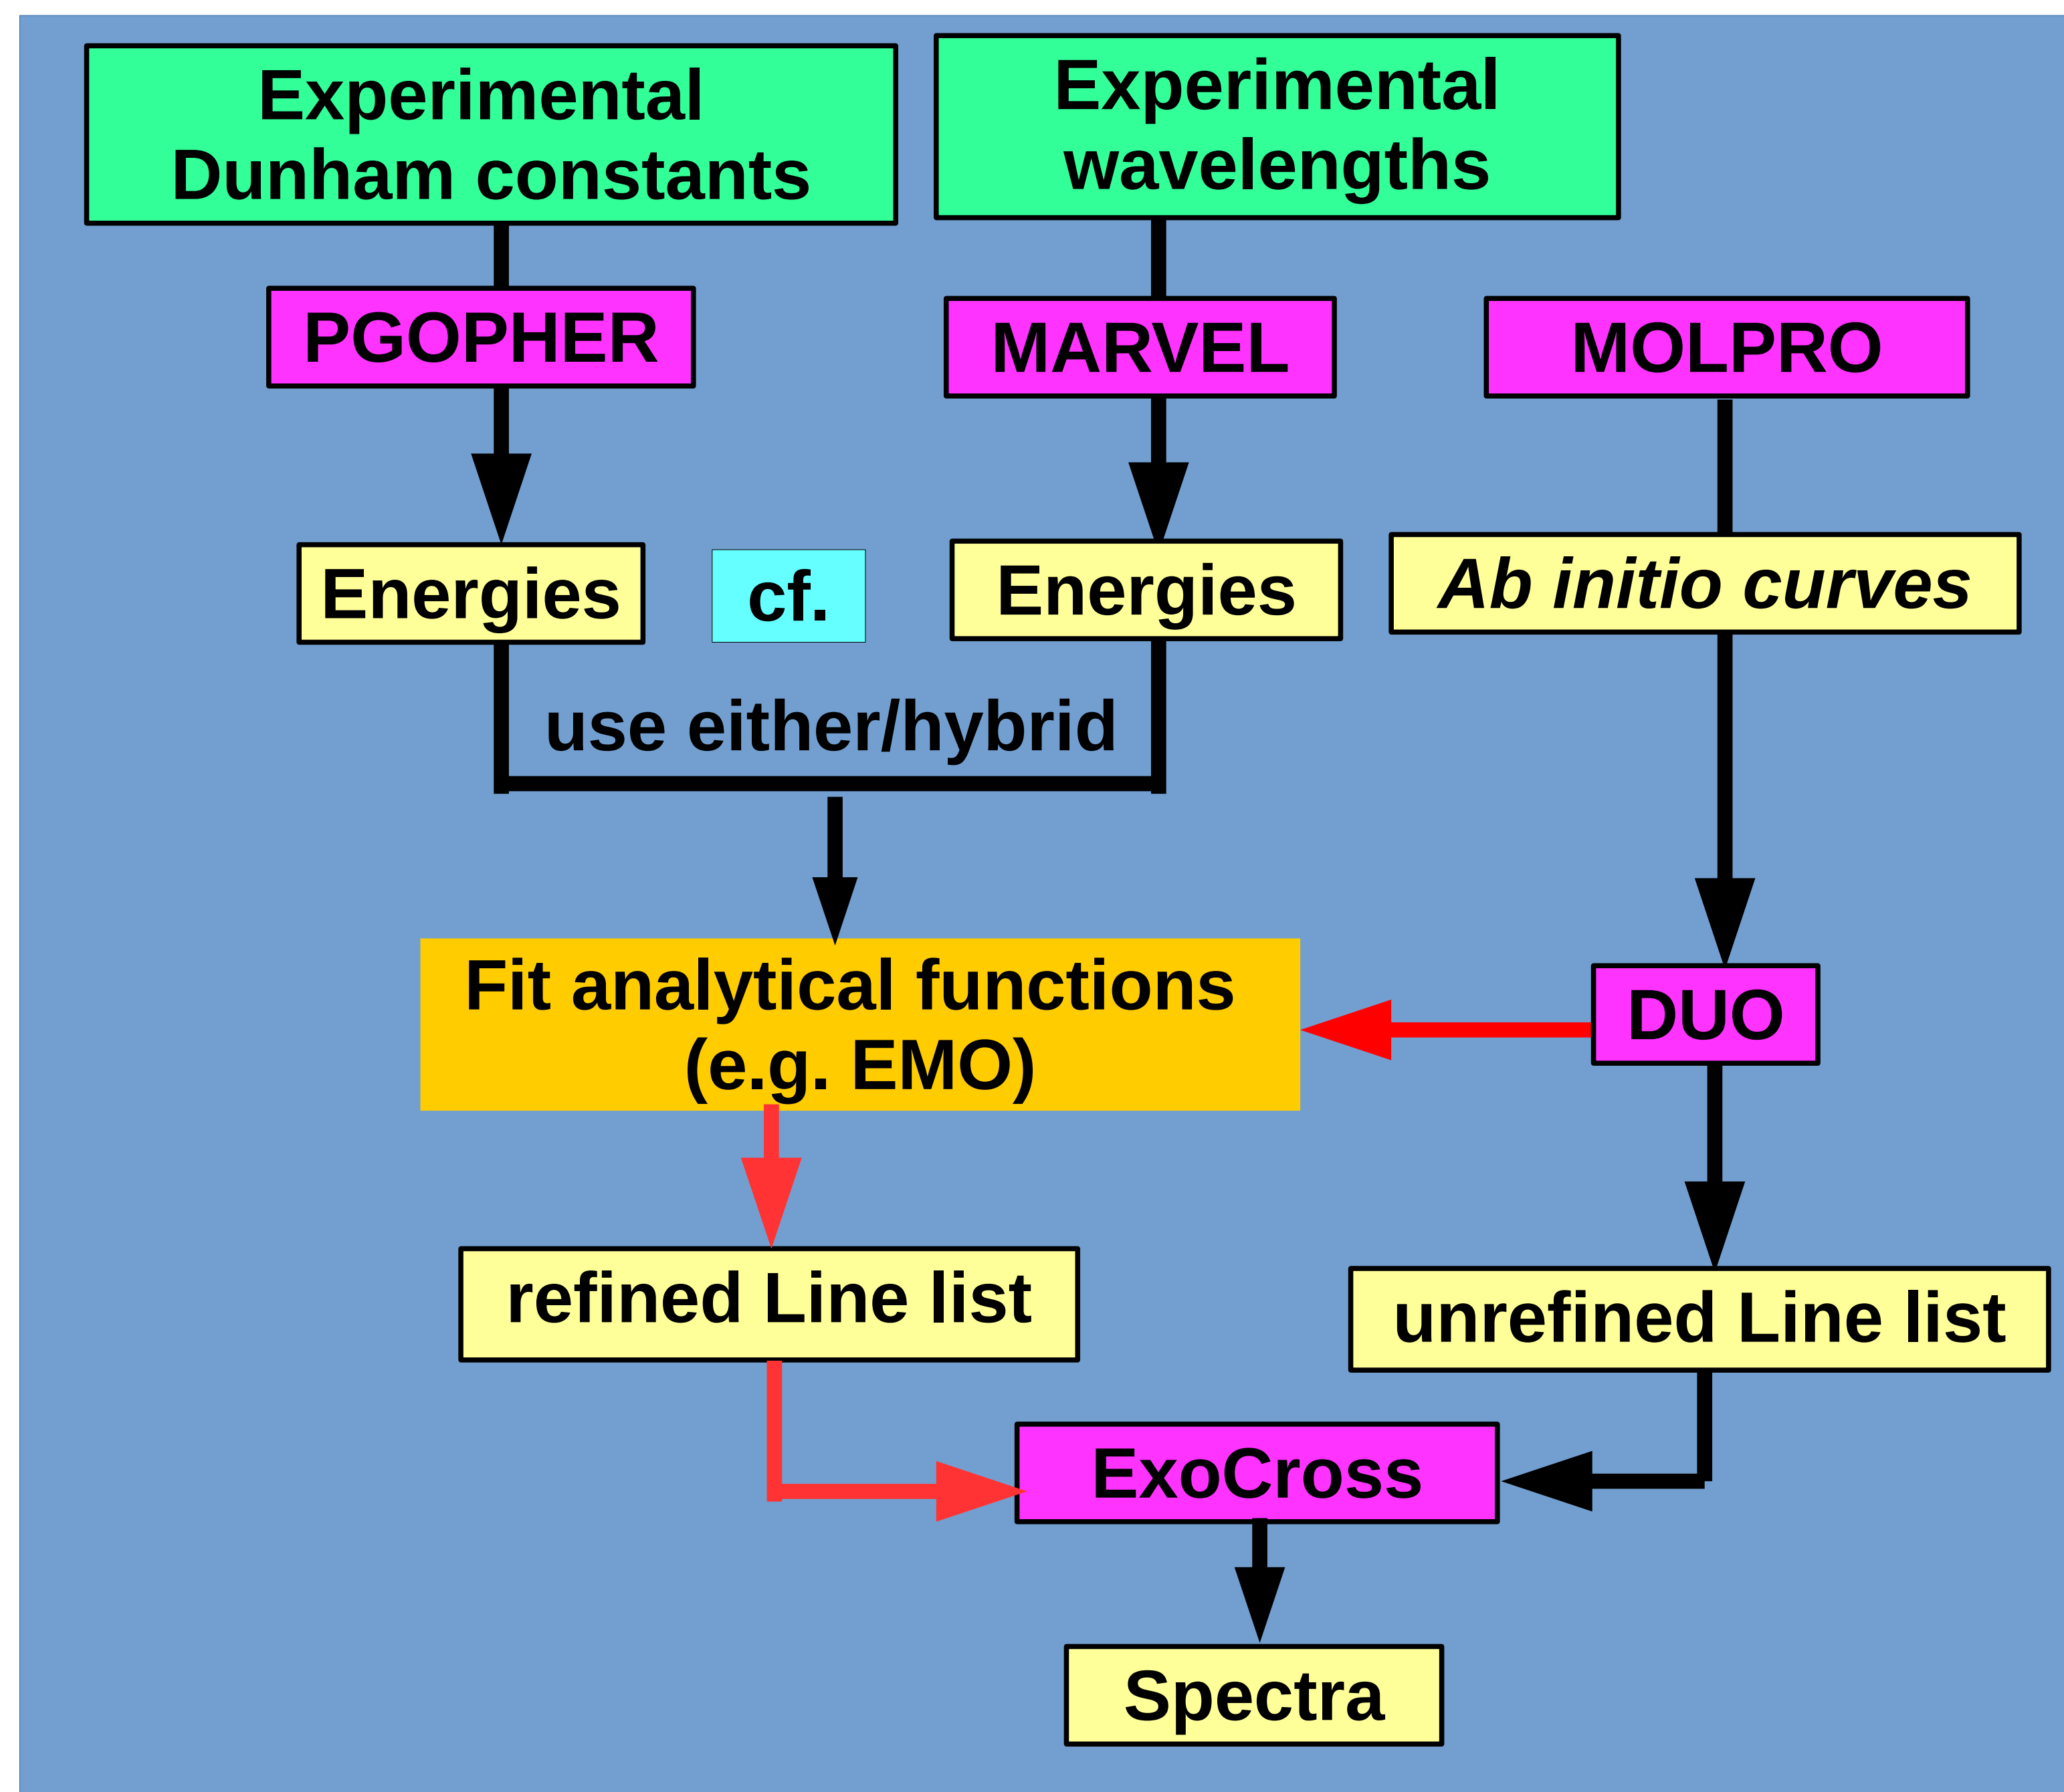 Experimental
Dunham constants
Experimental
wavelengths
PGOPHER
MARVEL
MOLPRO
Energies
cf.
Energies
Ab initio curves
use either/hybrid
Fit analytical functions
(e.g. EMO)
DUO
refined Line list
unrefined Line list
ExoCross
Spectra